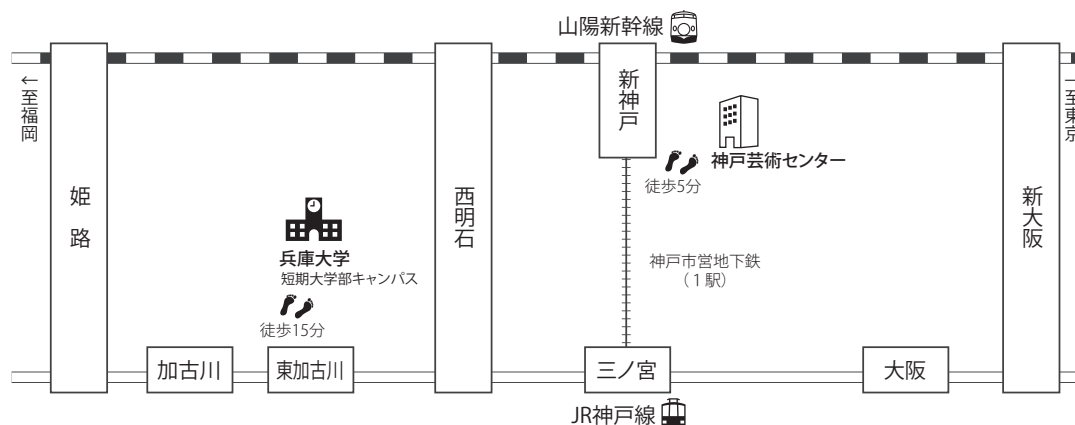 山陽新幹線
←至福岡
姫路
西明石
新神戸
新大阪
→至東京
神戸芸術センター
徒歩5分
兵庫大学
短期大学部キャンパス
徒歩15分
神戸市営地下鉄
（1駅）
加古川
東加古川
三ノ宮
大阪
JR神戸線